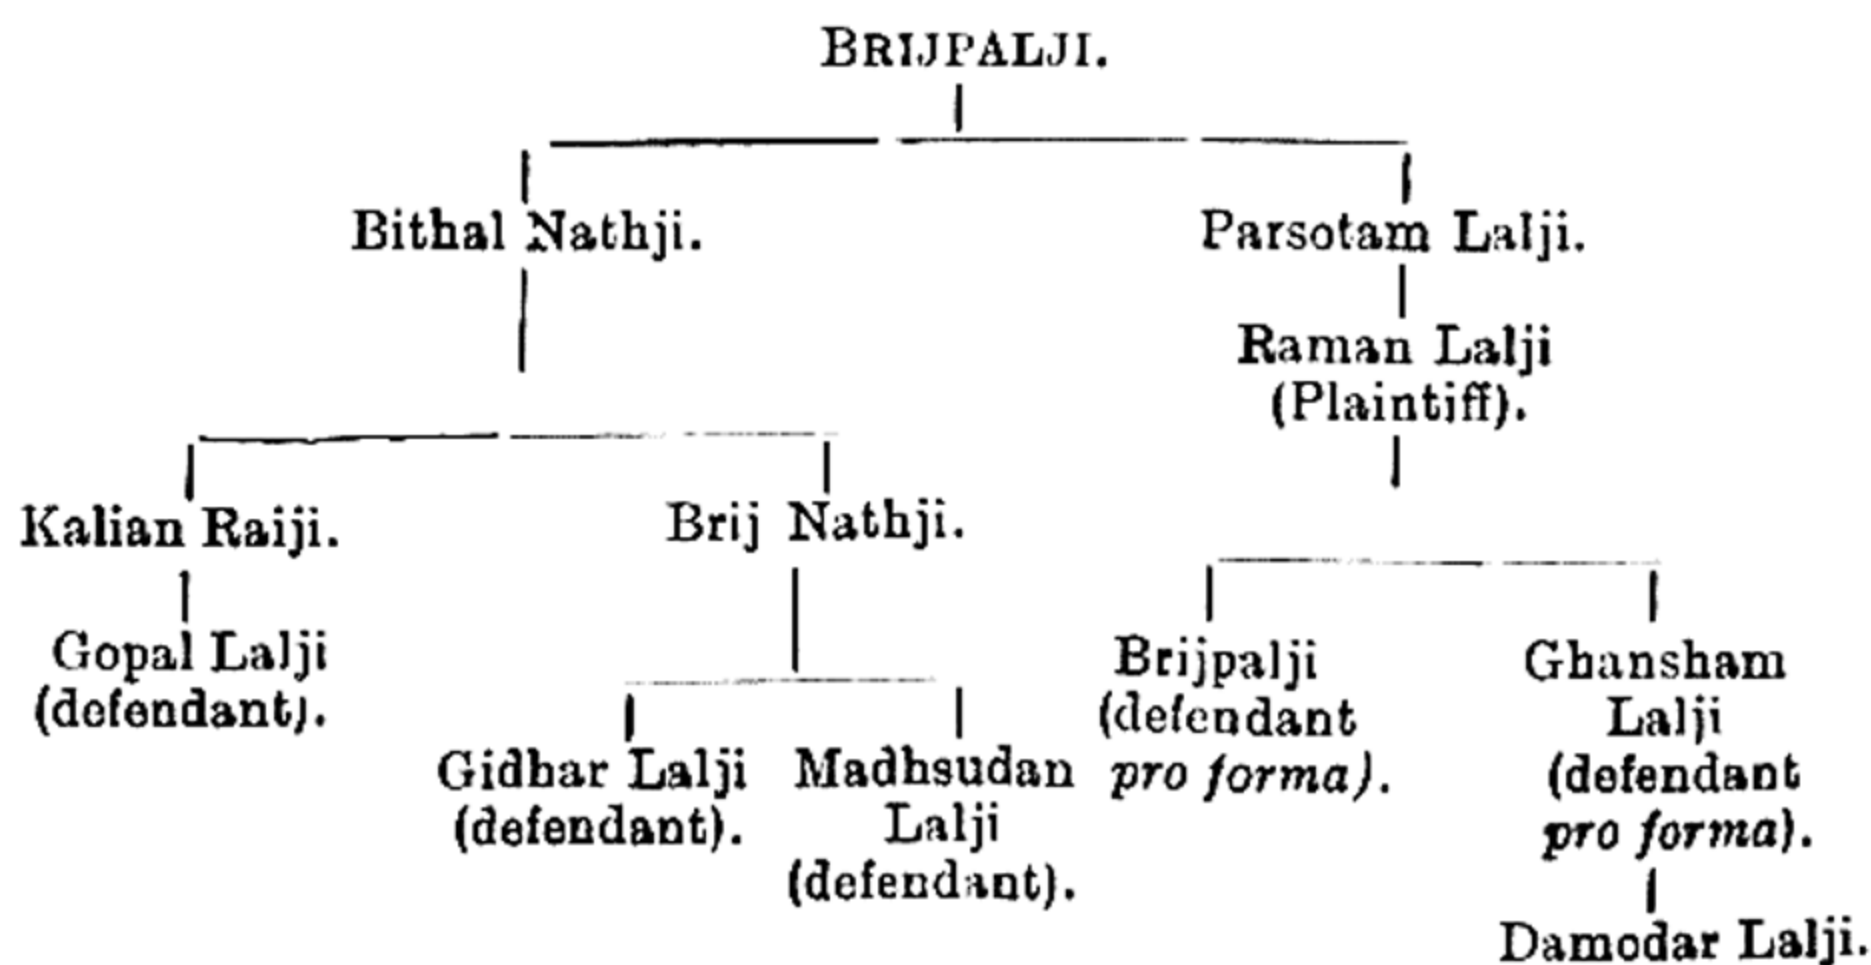 BRIJPALJI.
Bithal Nathji. Parsotam Lalji.
Raman Lalji
(Plaintiff).
Kalian Raiji. Brij Nathji.
Gopal Lalji
(defendant).
Gidhar Lalji
(defendant).
Madhsudan
Lalji
(defendant).
Brijpalji
(defendant
pro forma).
Ghansham
Lalji
(defendant
pro forma).
Damodar Lalji.